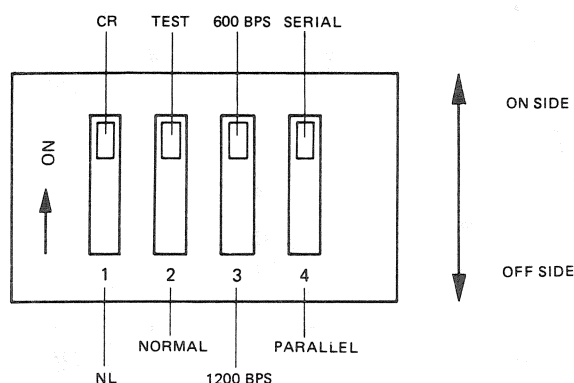 CR TEST 600 BPS SERIAL
ON SIDE
ON
1 2 3 4
OFF SIDE
NORMAL PARALLEL
NL 1200 BPS